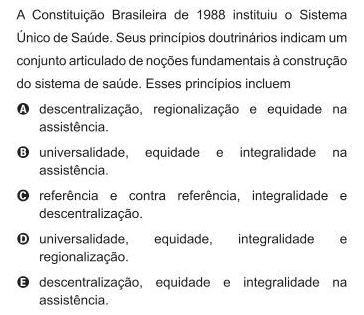 A Constituição Brasileira de 1988 instituiu o Sistema
Único de Saúde. Seus princípios doutrinários indicam um
conjunto articulado de noções fundamentais à construção
do sistema de saúde. Esses princípios incluem
A descentralização, regionalização e equidade na
assistência.
B universalidade, equidade e integralidade na
assistência.
C referência e contra referência, integralidade e
descentralização.
D universalidade, equidade, integralidade e
regionalização.
E descentralização, equidade e integralidade na
assistência.